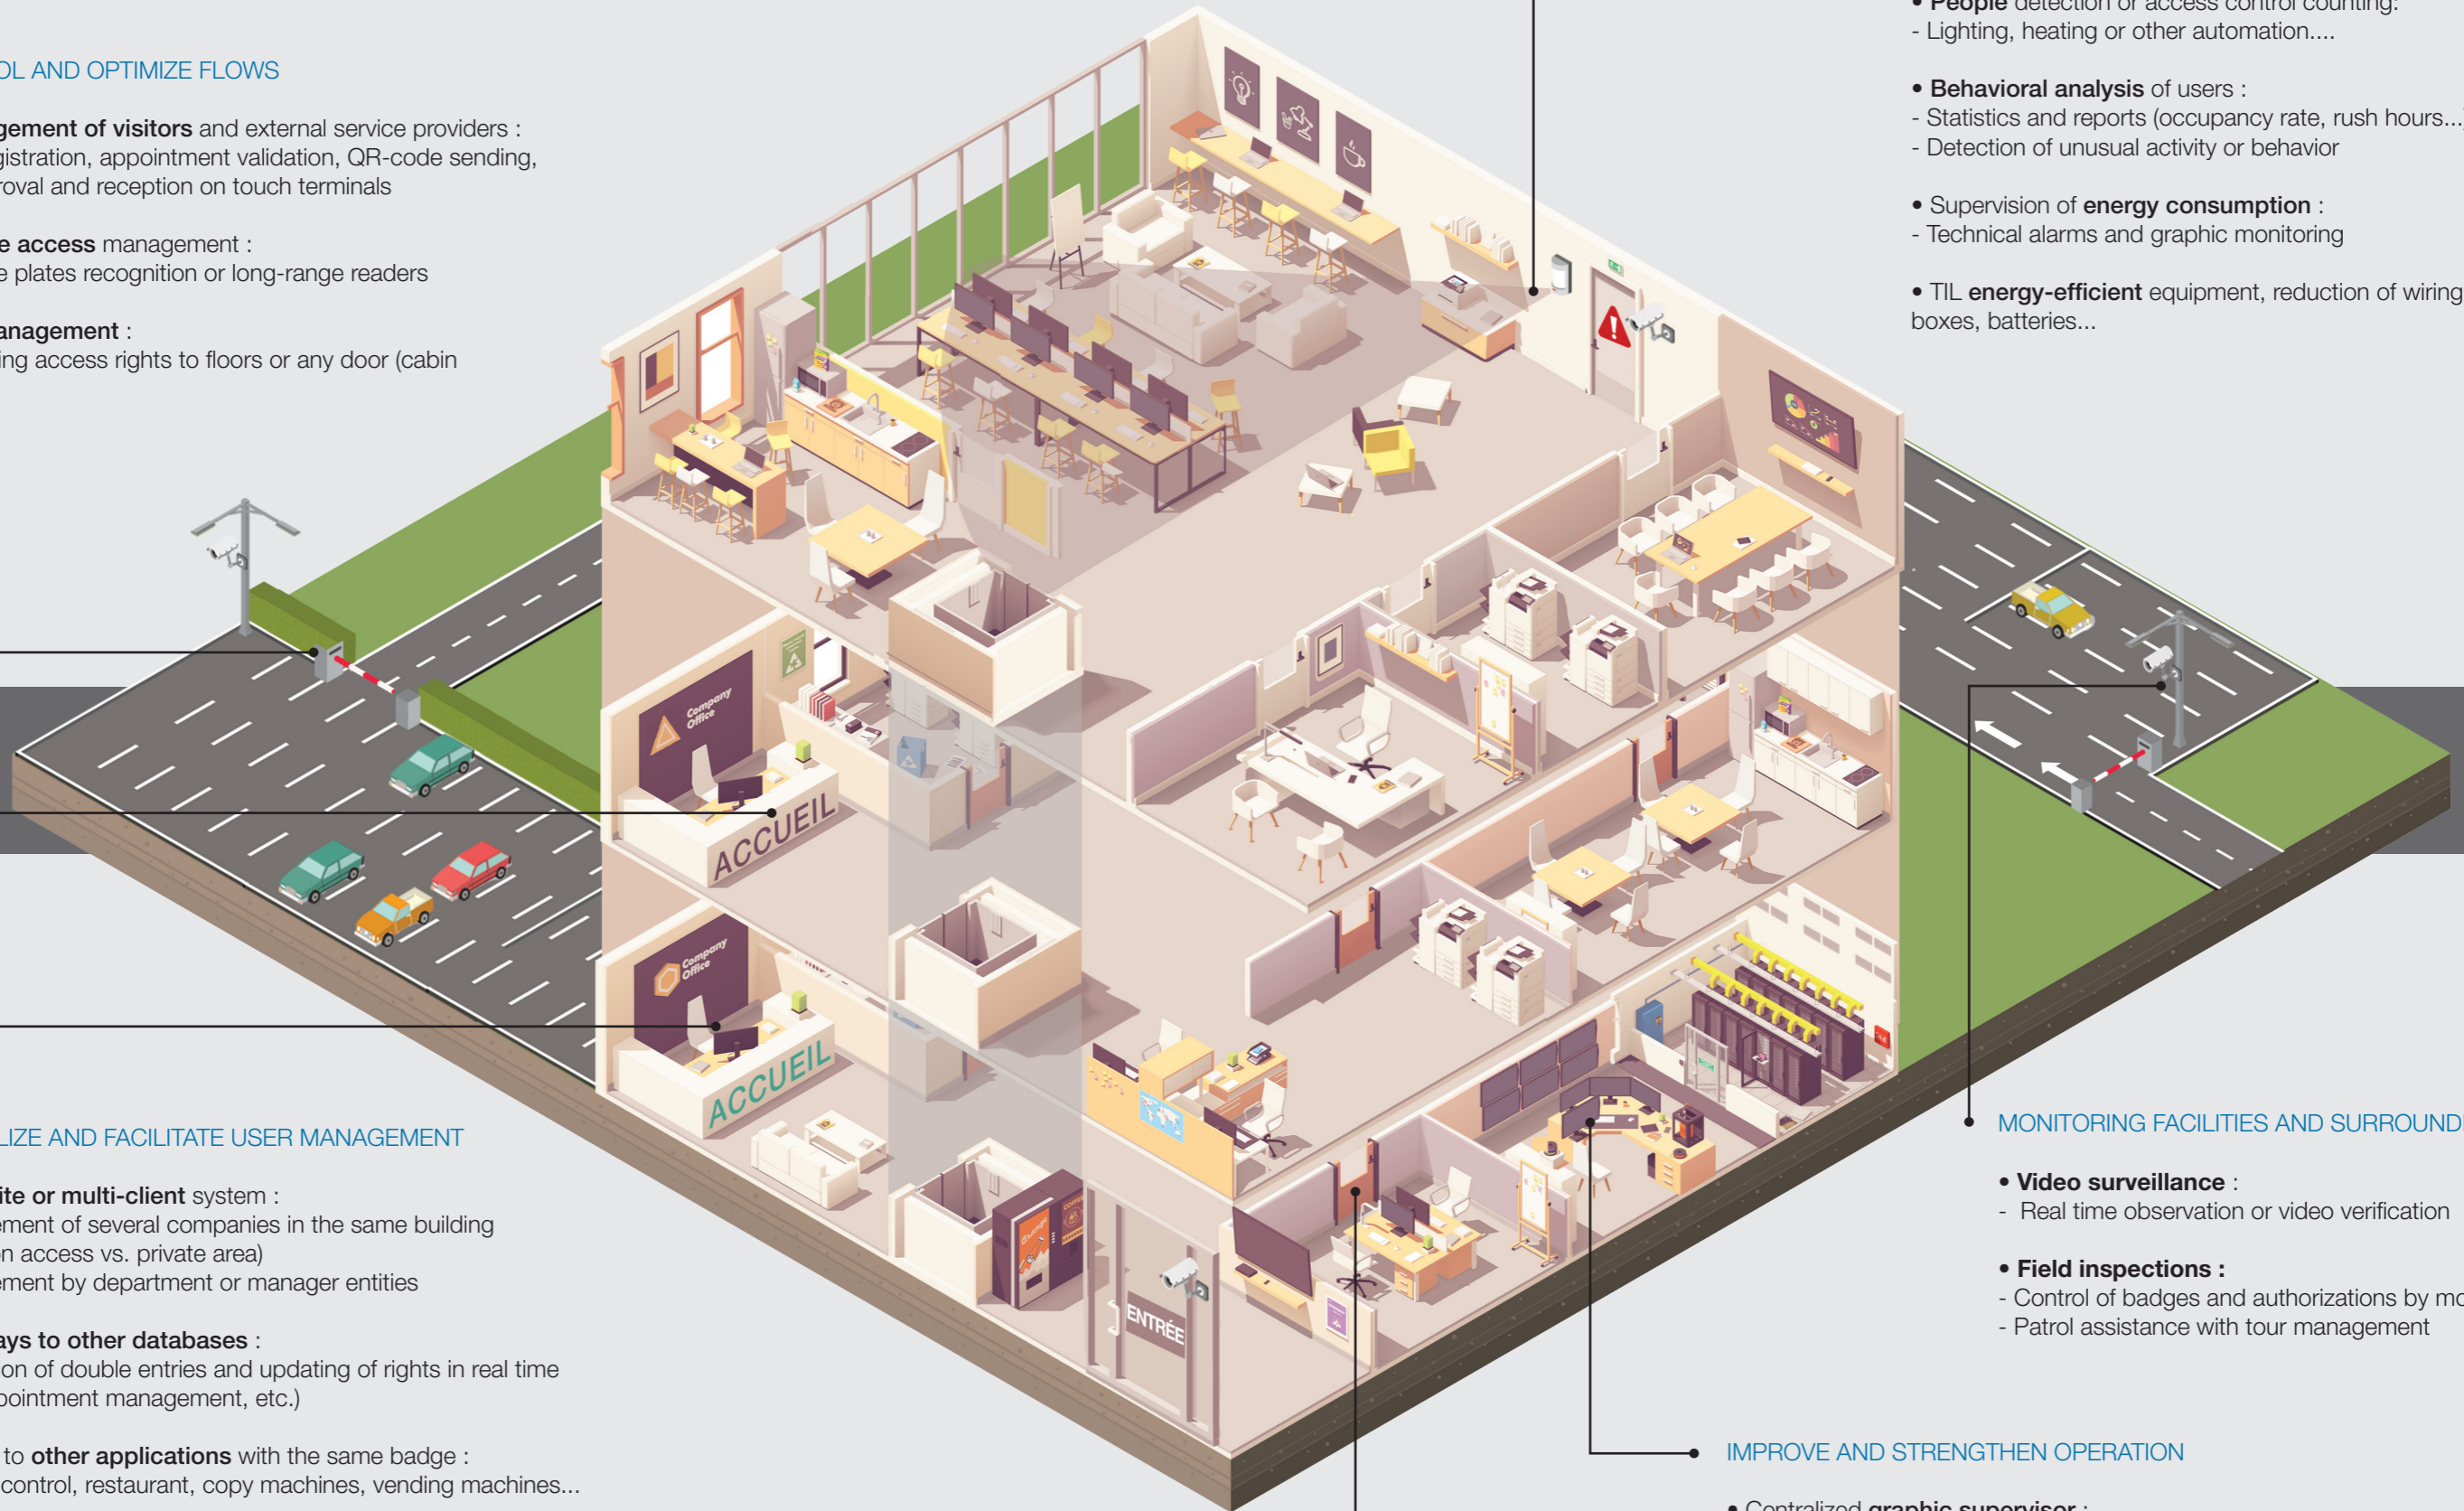 OL AND OPTIMIZE FLOWS
gement of visitors and external service providers :
gistration, appointment validation, QR-code sending,
roval and reception on touch terminals
e access management :
e plates recognition or long-range readers
anagement :
ing access rights to floors or any door (cabin
• People detection or access control counting:
- Lighting, heating or other automation....
• Behavioral analysis of users :
- Statistics and reports (occupancy rate, rush hours...)
- Detection of unusual activity or behavior
• Supervision of energy consumption :
- Technical alarms and graphic monitoring
• TIL energy-efficient equipment, reduction of wiring
boxes, batteries...
Company
Office
ACCUEIL
Company
Office
ACCUEIL
ENTRÉE
LIZE AND FACILITATE USER MANAGEMENT
ite or multi-client system :
ement of several companies in the same building
on access vs. private area)
ement by department or manager entities
ays to other databases :
ion of double entries and updating of rights in real time
pointment management, etc.)
to other applications with the same badge :
control, restaurant, copy machines, vending machines...
MONITORING FACILITIES AND SURROUND
• Video surveillance :
- Real time observation or video verification
• Field inspections :
- Control of badges and authorizations by mo
- Patrol assistance with tour management
IMPROVE AND STRENGTHEN OPERATION
• Centralized graphic supervisor :